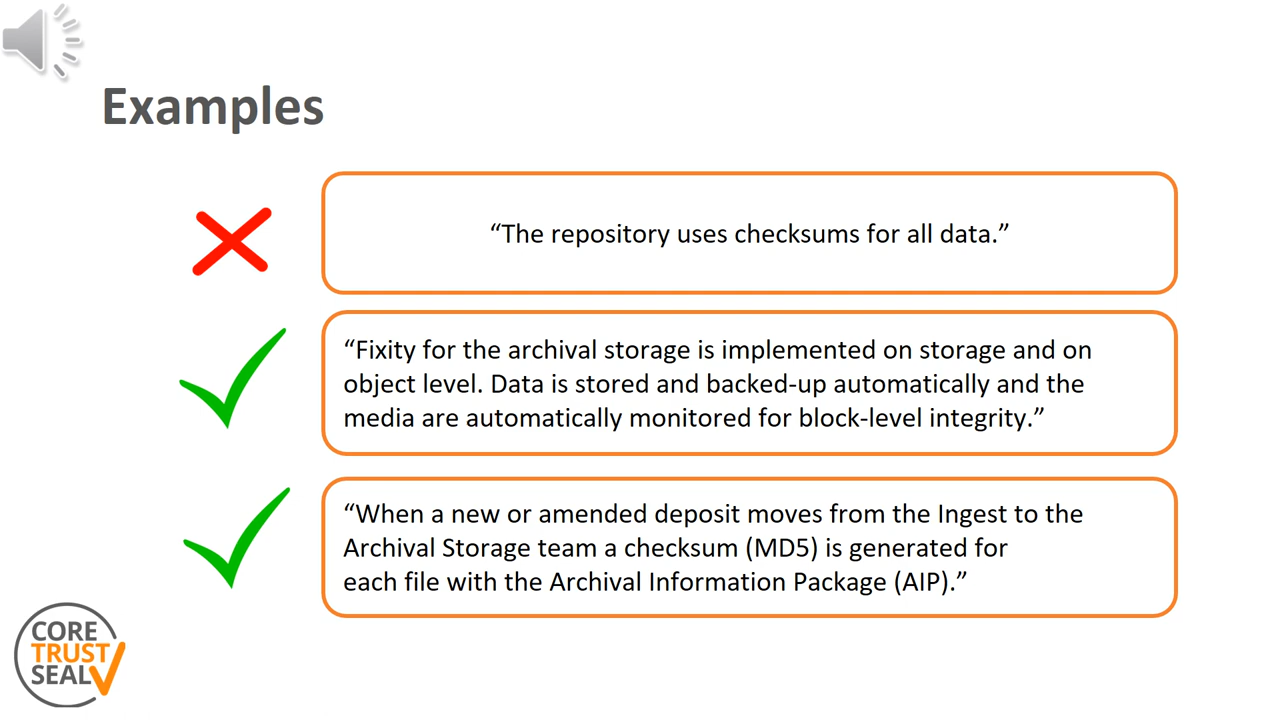 Examples
“The repository uses checksums for all data.”
“Fixity for the archival storage is implemented on storage and on
object level. Data is stored and backed-up automatically and the
media are automatically monitored for block-level integrity.”
“When a new or amended deposit moves from the Ingest to the
Archival Storage team a checksum (MD5) is generated for
each file with the Archival Information Package (AIP).”
CORE
TRUST
SEAL